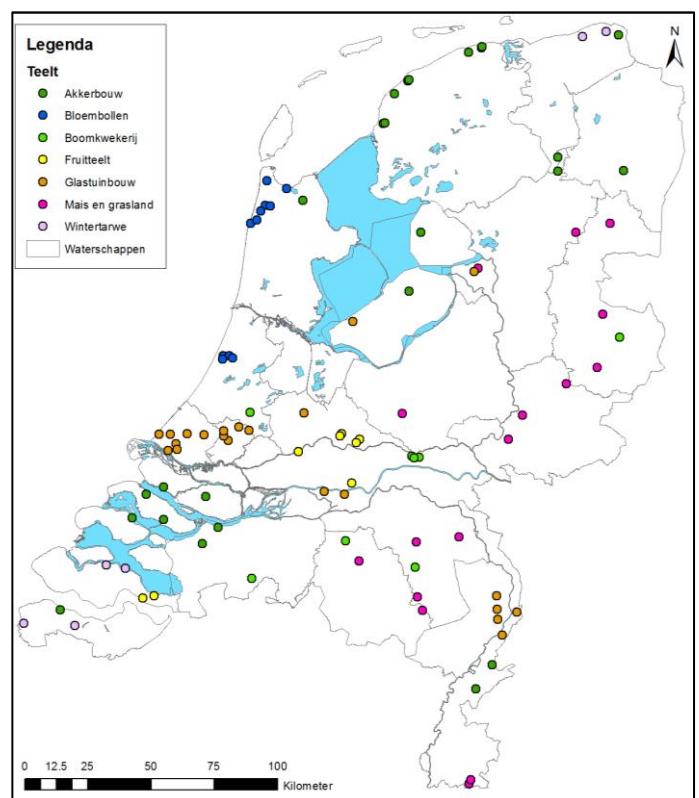 Legenda
Teelt
Akkerbouw
Bloembollen
Boomkwekerij
Fruitteelt
Glastuinbouw
Mais en grasland
Wintertarwe
Waterschappen
N
0 12.5 25 50 75 100
Kilometer